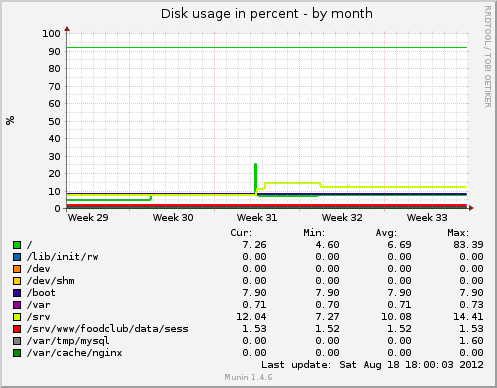 Disk usage in percent - by month
RRDTOOL / TOBI OETIKER
%
100
90
80
70
60
50
40
30
20
10
0
Week 29 Week 30 Week 31 Week 32 Week 33
Cur: Min: Avg: Max:
/ 7.26 4.60 6.69 83.39
/lib/init/rw 0.00 0.00 0.00 0.00
/dev 0.00 0.00 0.00 0.00
/dev/shm 0.00 0.00 0.00 0.00
/boot 7.90 7.90 7.90 7.90
/var 0.71 0.70 0.71 0.73
/srv 12.04 7.27 10.08 14.41
/srv/www/foodclub/data/sess 1.53 1.52 1.52 1.53
/var/tmp/mysql 0.00 0.00 0.00 1.60
/var/cache/nginx 0.00 0.00 0.00 0.00
Last update: Sat Aug 18 18:00:03 2012
Munin 1.4.6